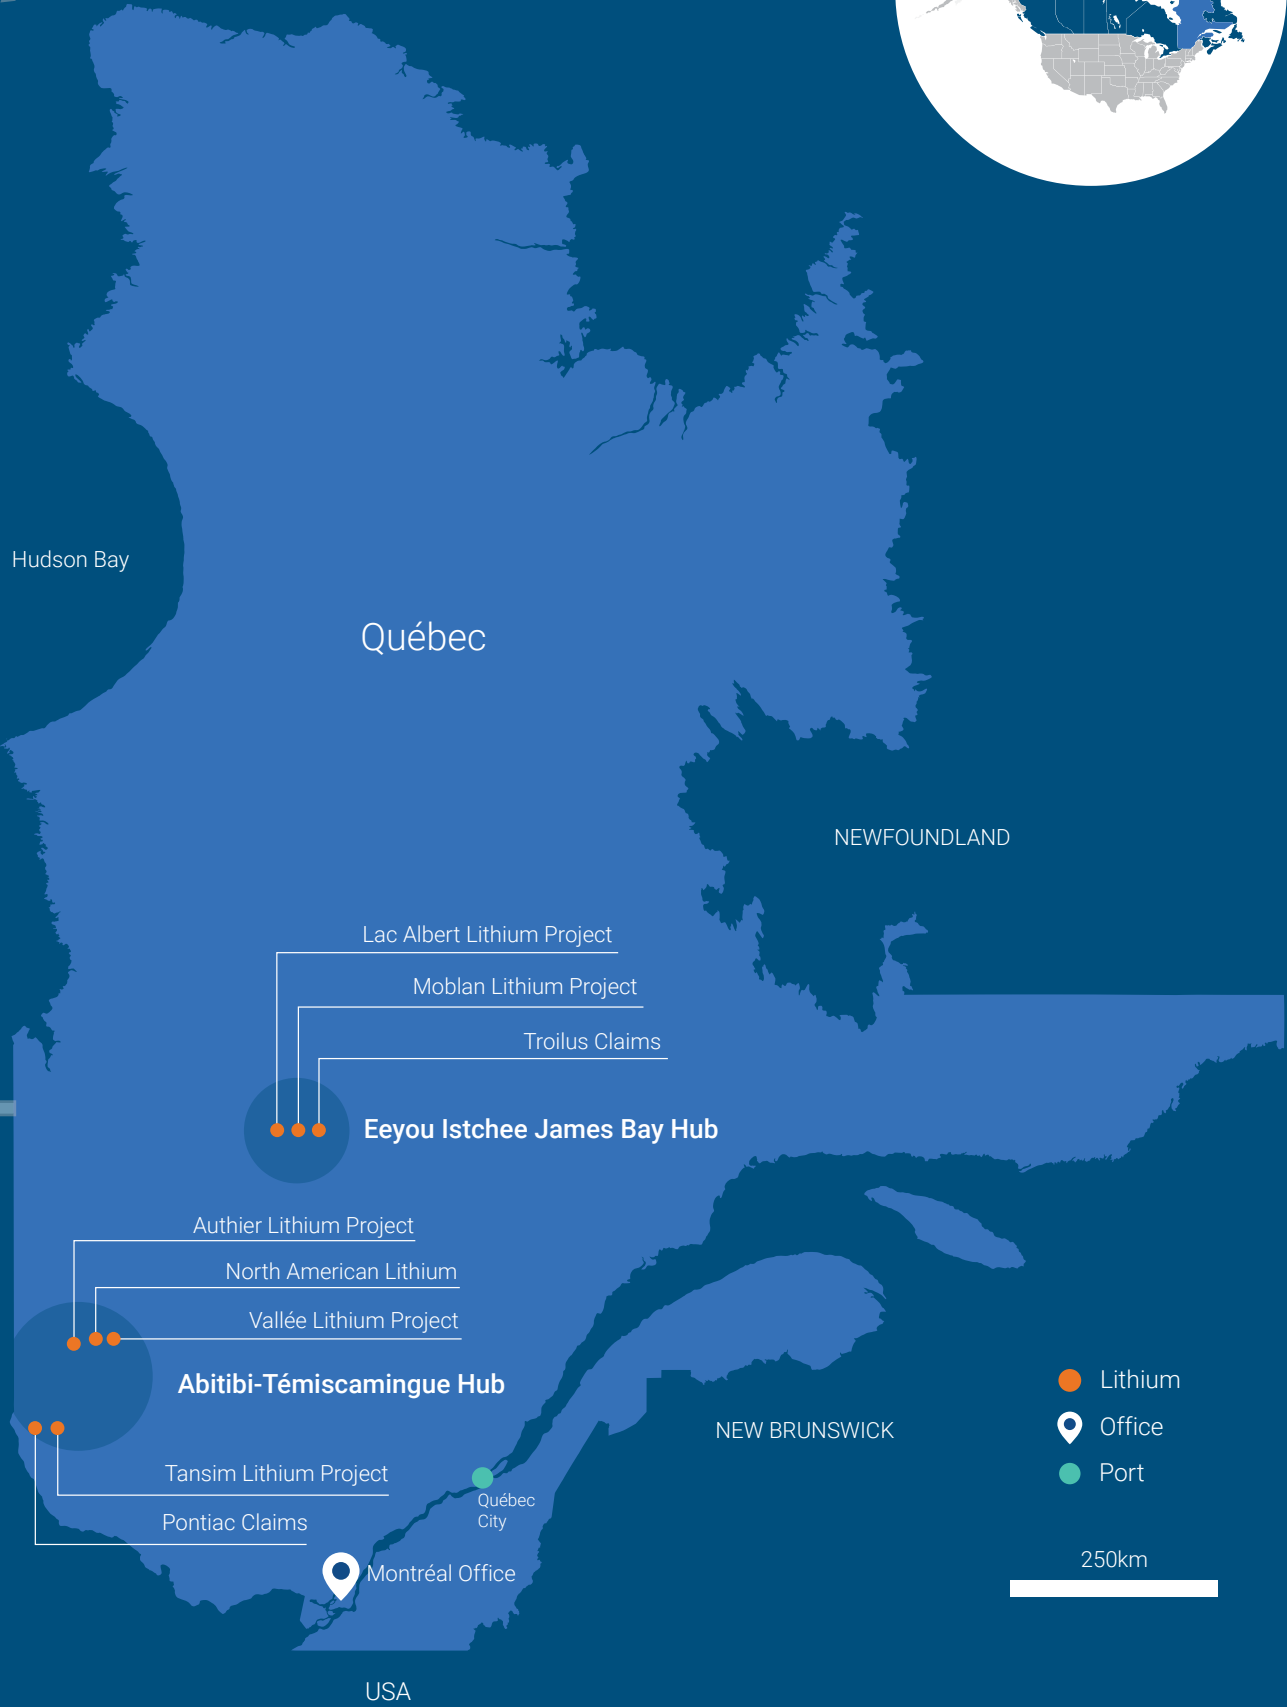 Hudson Bay
Québec
NEWFOUNDLAND
Lac Albert Lithium Project
Moblan Lithium Project
Troilus Claims
Eeyou Istchee James Bay Hub
Authier Lithium Project
North American Lithium
Vallée Lithium Project
Abitibi-Témiscamingue Hub
Tansim Lithium Project
Pontiac Claims
Québec
City
Montréal Office
NEW BRUNSWICK
Lithium
Office
Port
250km
USA